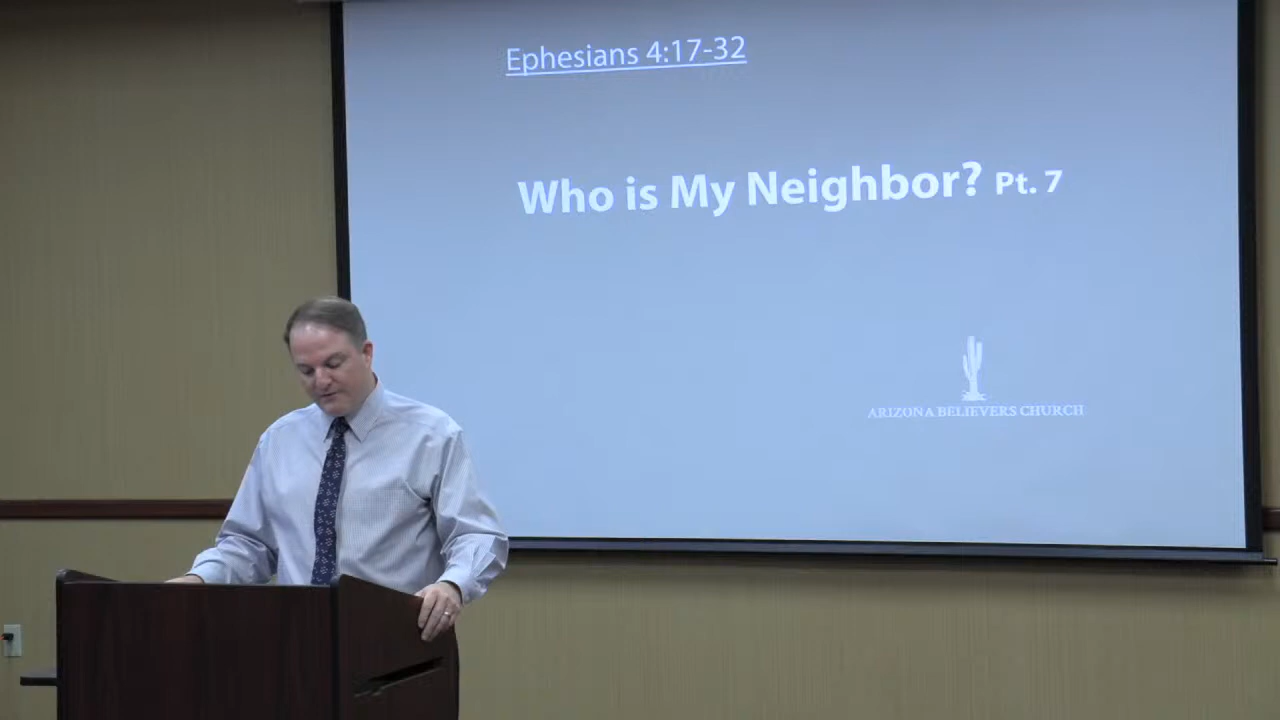 Ephesians 4:17-32
Who is My Neighbor? Pt. 7
ARIZONA BELIEVERS CHURCH